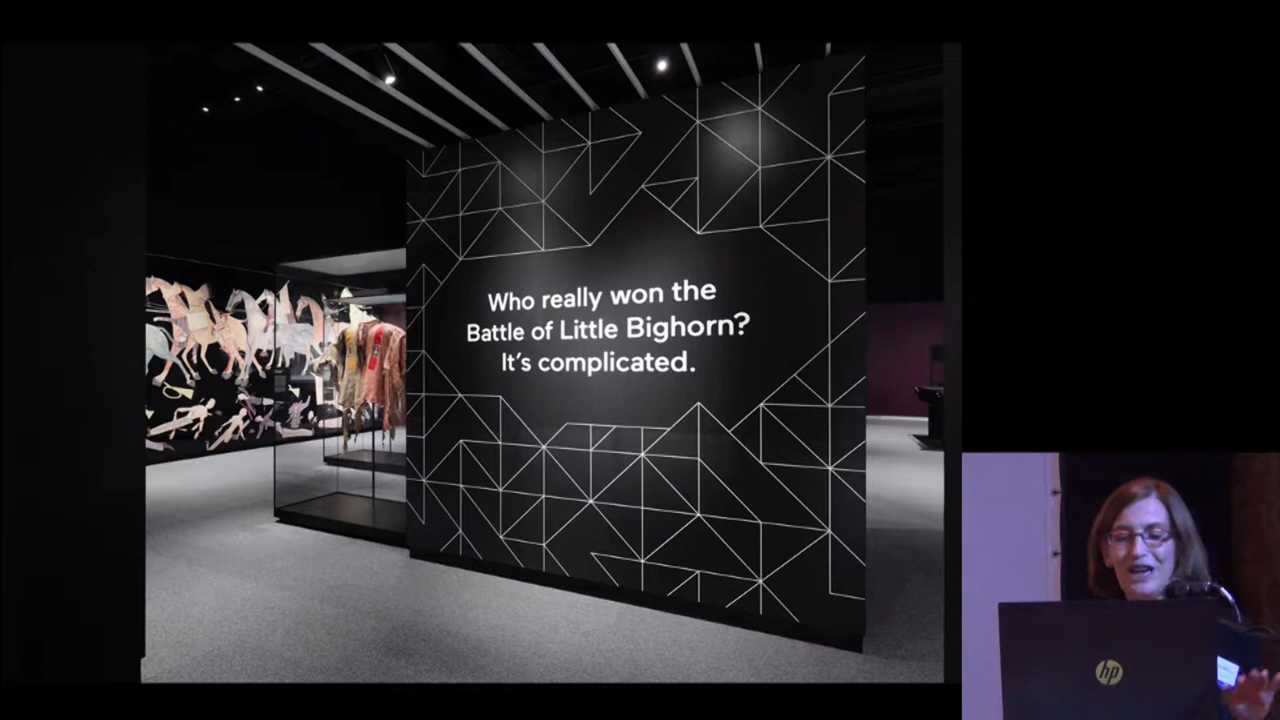 Who really won the
Battle of Little Bighorn?
It's complicated.
hp